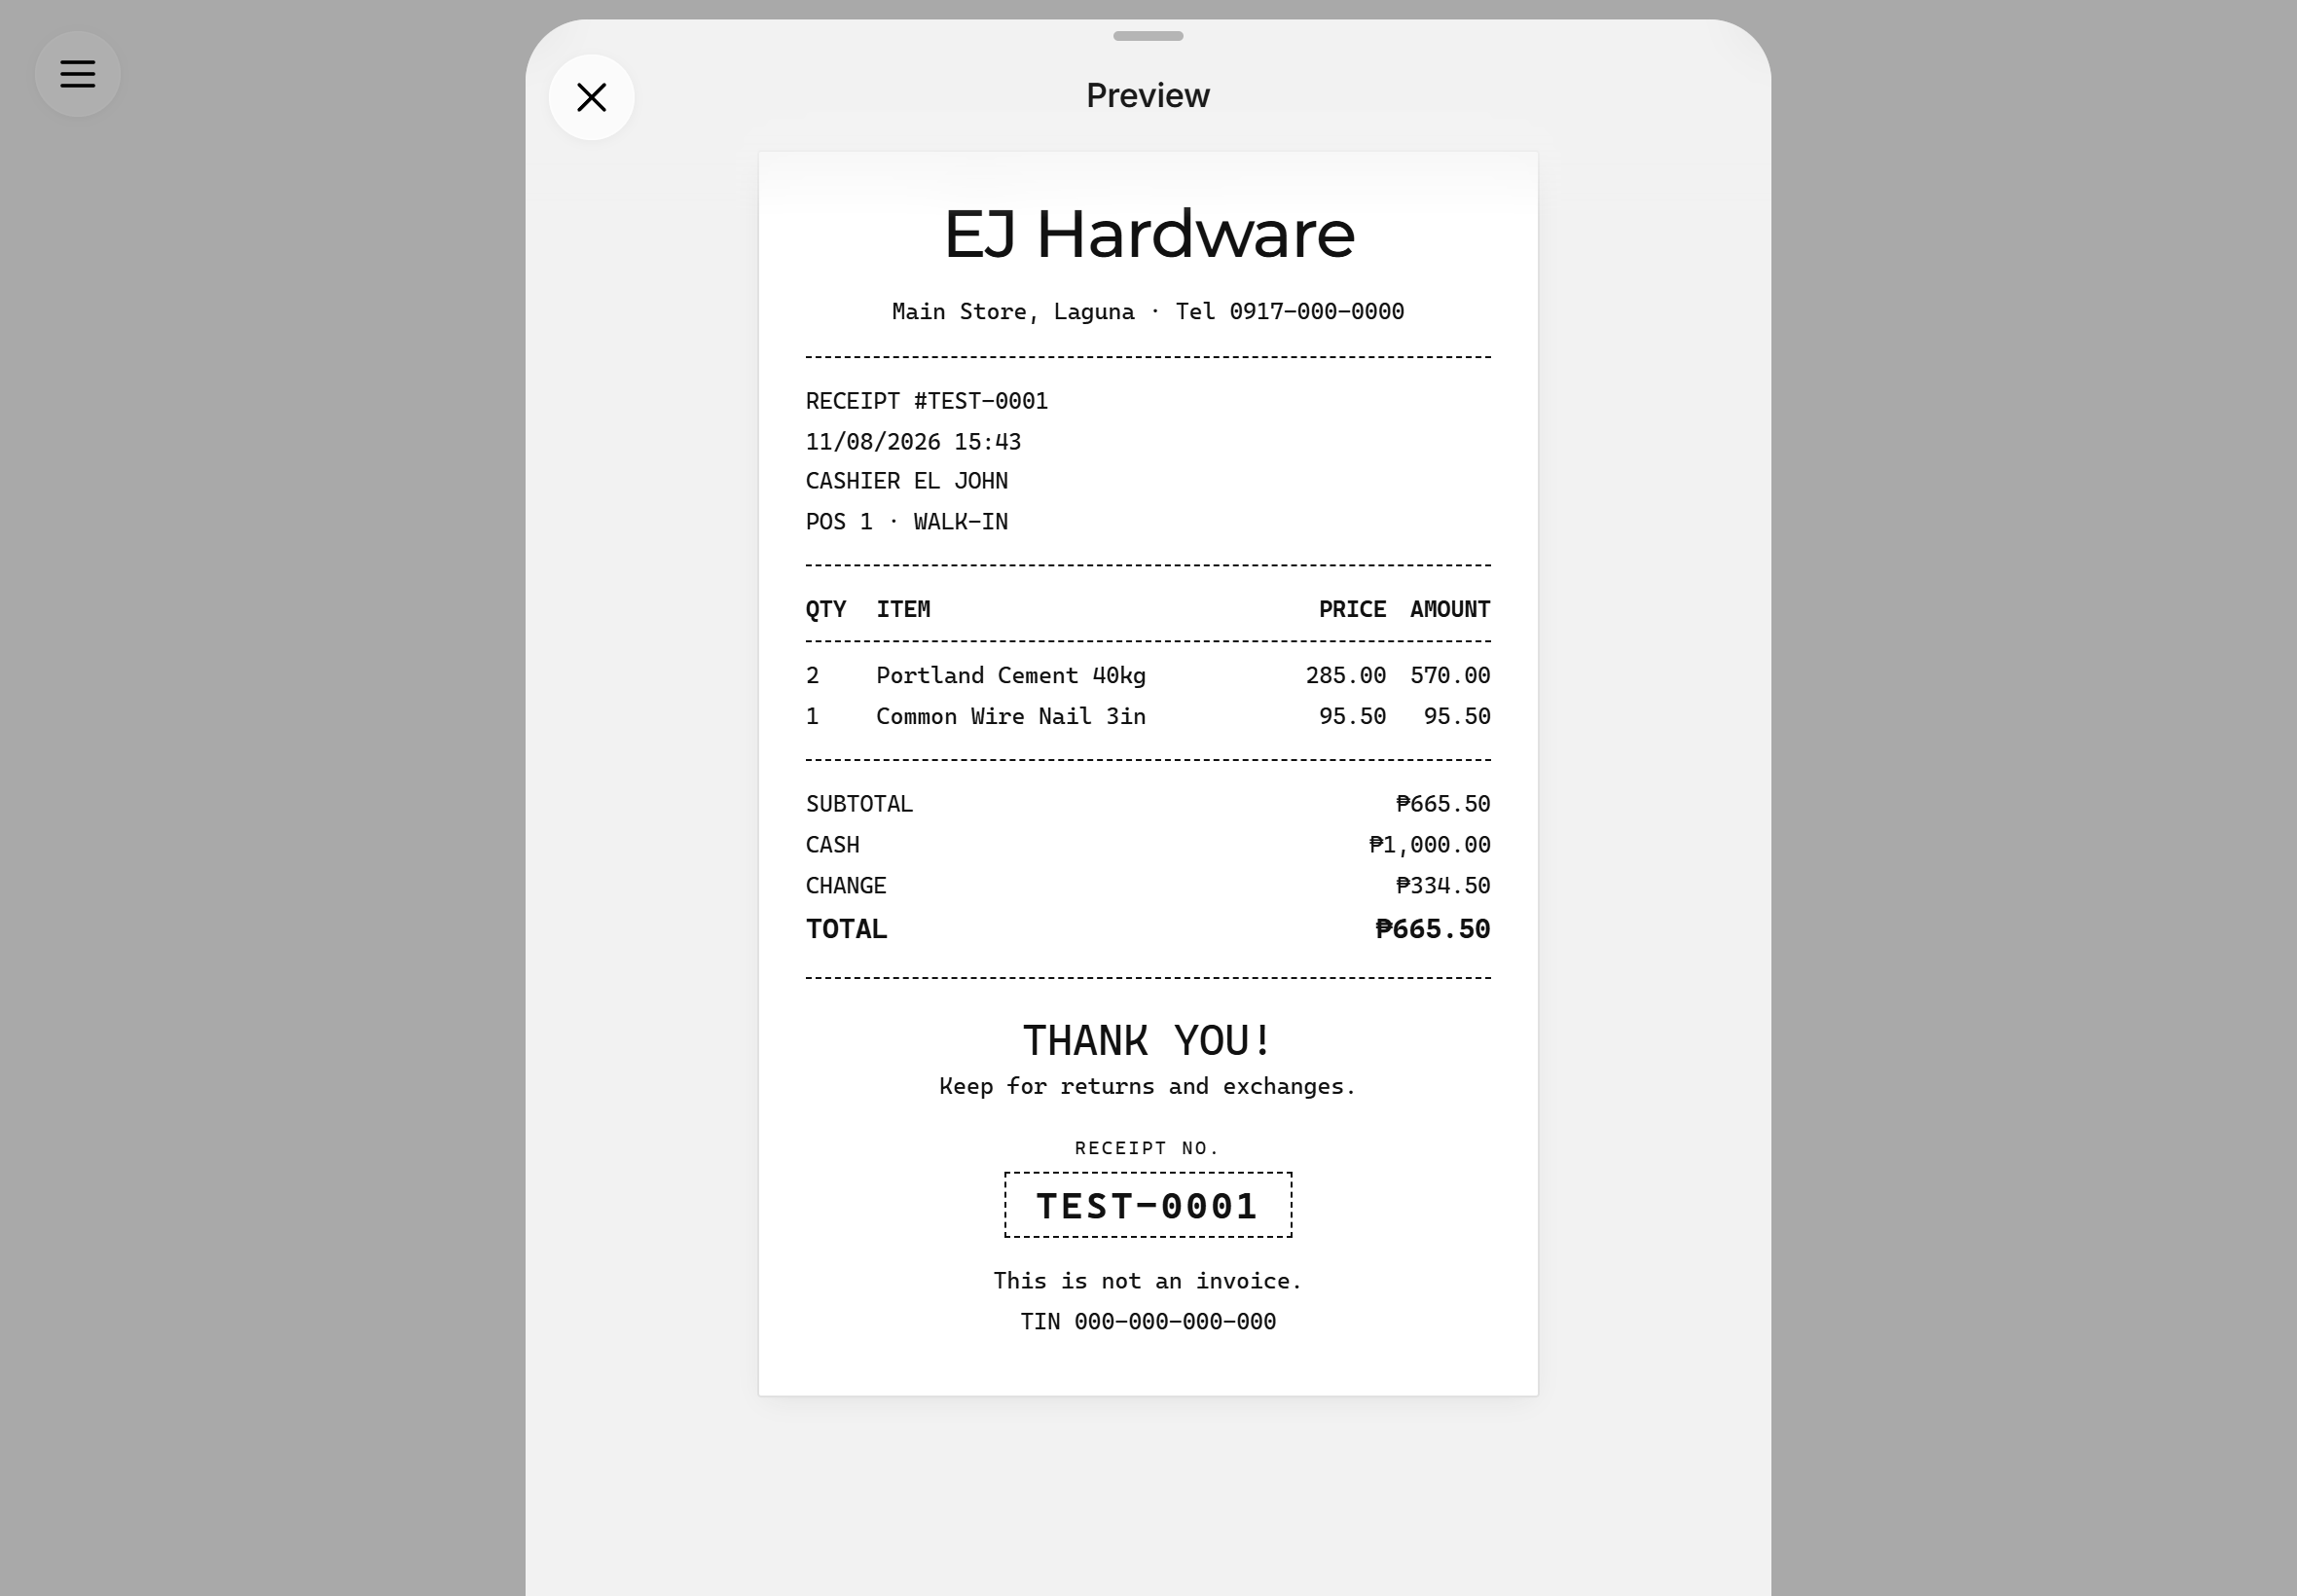 Preview
EJ Hardware
Main Store, Laguna · Tel 0917-000-0000
RECEIPT #TEST-0001
11/08/2026 15:43
CASHIER EL JOHN
POS 1 · WALK-IN
QTY ITEM PRICE AMOUNT
2 Portland Cement 40kg 285.00 570.00
1 Common Wire Nail 3in 95.50 95.50
SUBTOTAL ₱665.50
CASH ₱1,000.00
CHANGE ₱334.50
TOTAL ₱665.50
THANK YOU!
Keep for returns and exchanges.
RECEIPT NO.
TEST-0001
This is not an invoice.
TIN 000-000-000-000